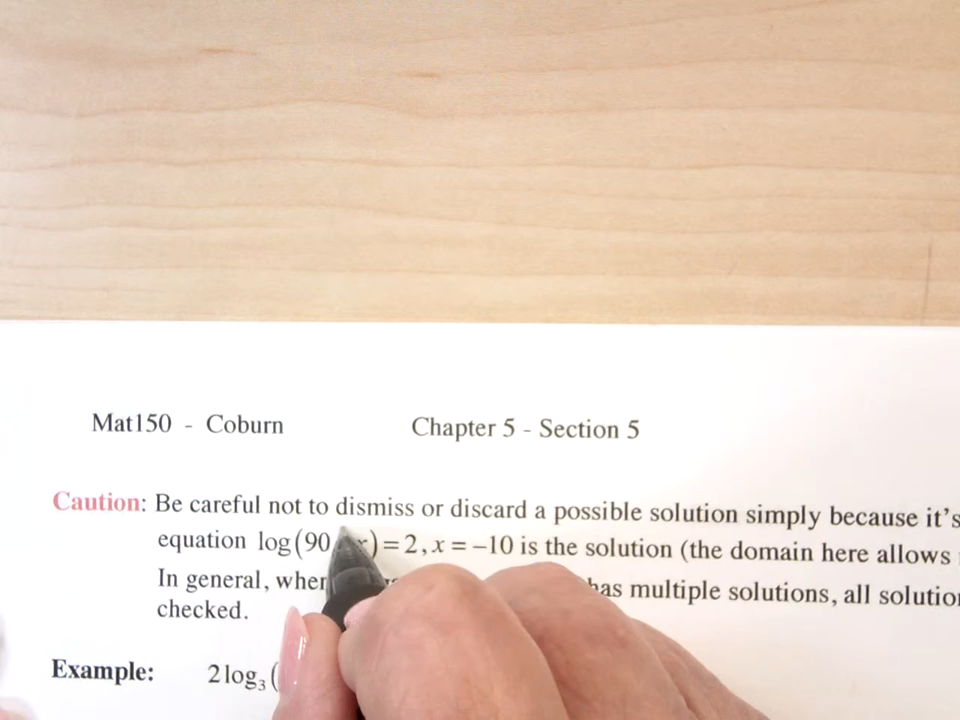 Mat150 - Coburn Chapter 5 - Section 5
Caution: Be careful not to dismiss or discard a possible solution simply because it's
equation log(90 x) = 2, x = −10 is the solution (the domain here allows
In general, when has multiple solutions, all
checked.
Example: 2log₃(